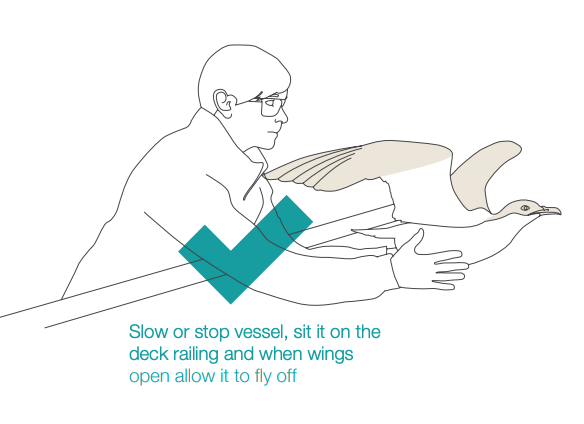 Slow or stop vessel, sit it on the
deck railing and when wings
open allow it to fly off